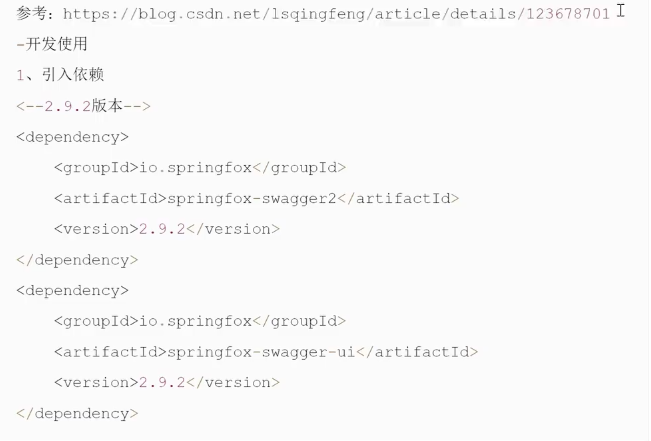 参考：https://blog.csdn.net/lsqingfeng/article/details/123678701
-开发使用
1、引入依赖
<--2.9.2版本-->
<dependency>
    <groupId>io.springfox</groupId>
    <artifactId>springfox-swagger2</artifactId>
    <version>2.9.2</version>
</dependency>
<dependency>
    <groupId>io.springfox</groupId>
    <artifactId>springfox-swagger-ui</artifactId>
    <version>2.9.2</version>
</dependency>